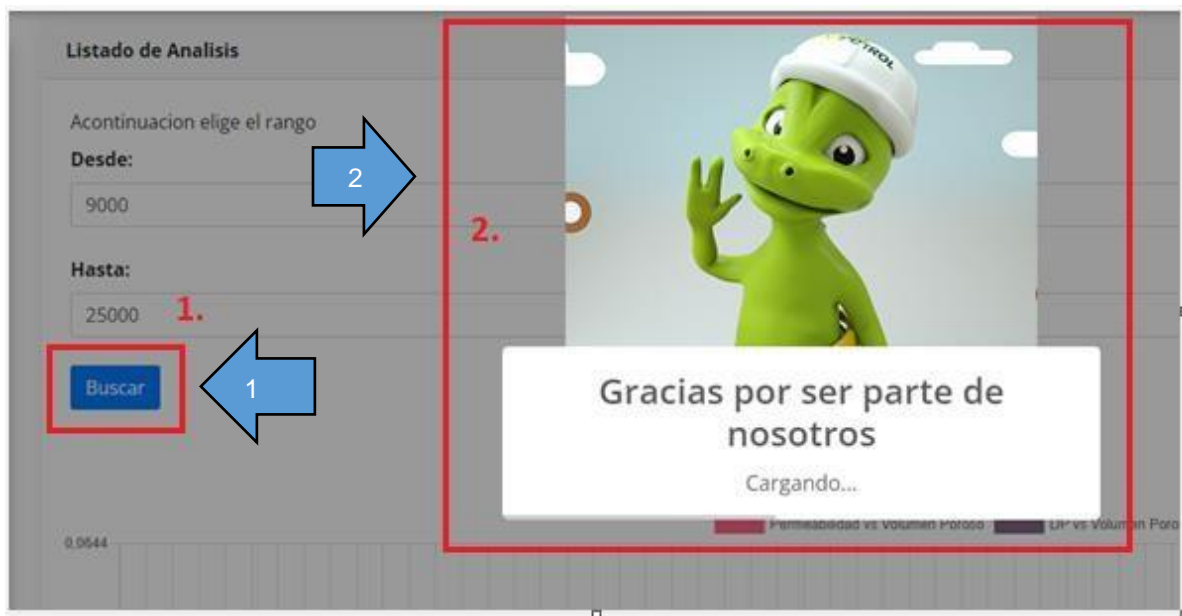 Listado de Analisis
Acontinuacion elige el rango
Desde:
9000
2
Hasta:
25000
1.
Buscar
1
2.
Gracias por ser parte de
nosotros
Cargando...
Permeabiedad vs Volumen Poroso
DP vs Volumen Poro
0,0644